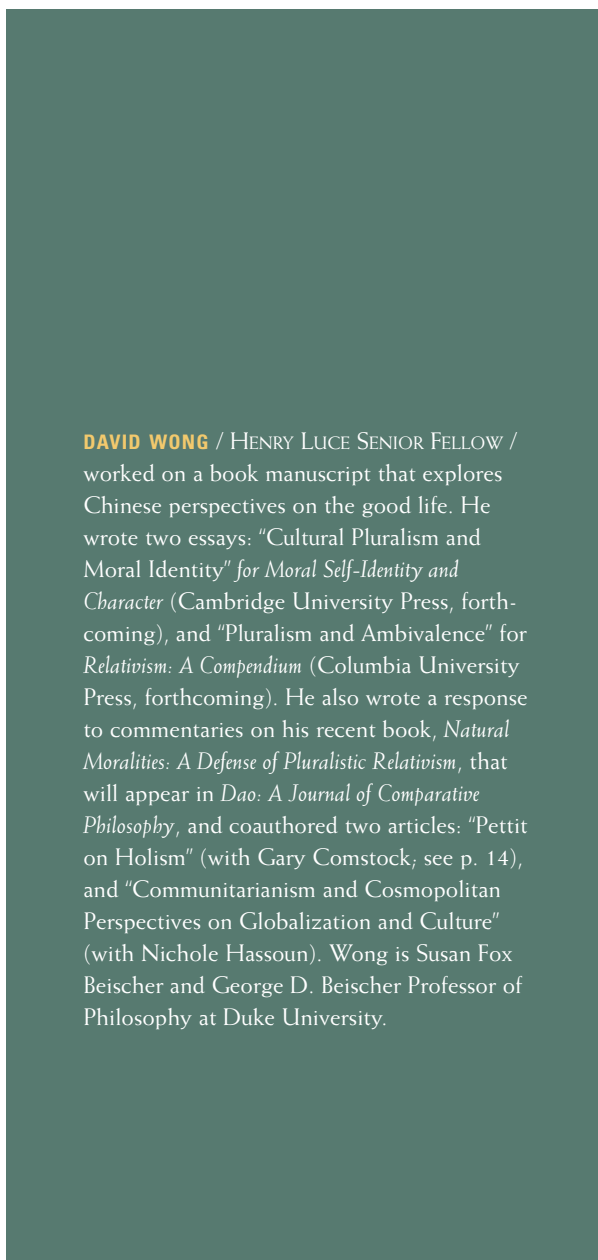 DAVID WONG / HENRY LUCE SENIOR FELLOW /
worked on a book manuscript that explores
Chinese perspectives on the good life. He
wrote two essays: “Cultural Pluralism and
Moral Identity” for Moral Self-Identity and
Character (Cambridge University Press, forth-
coming), and “Pluralism and Ambivalence” for
Relativism: A Compendium (Columbia University
Press, forthcoming). He also wrote a response
to commentaries on his recent book, Natural
Moralities: A Defense of Pluralistic Relativism, that
will appear in Dao: A Journal of Comparative
Philosophy, and coauthored two articles: “Pettit
on Holism” (with Gary Comstock; see p. 14),
and “Communitarianism and Cosmopolitan
Perspectives on Globalization and Culture”
(with Nichole Hassoun). Wong is Susan Fox
Beischer and George D. Beischer Professor of
Philosophy at Duke University.